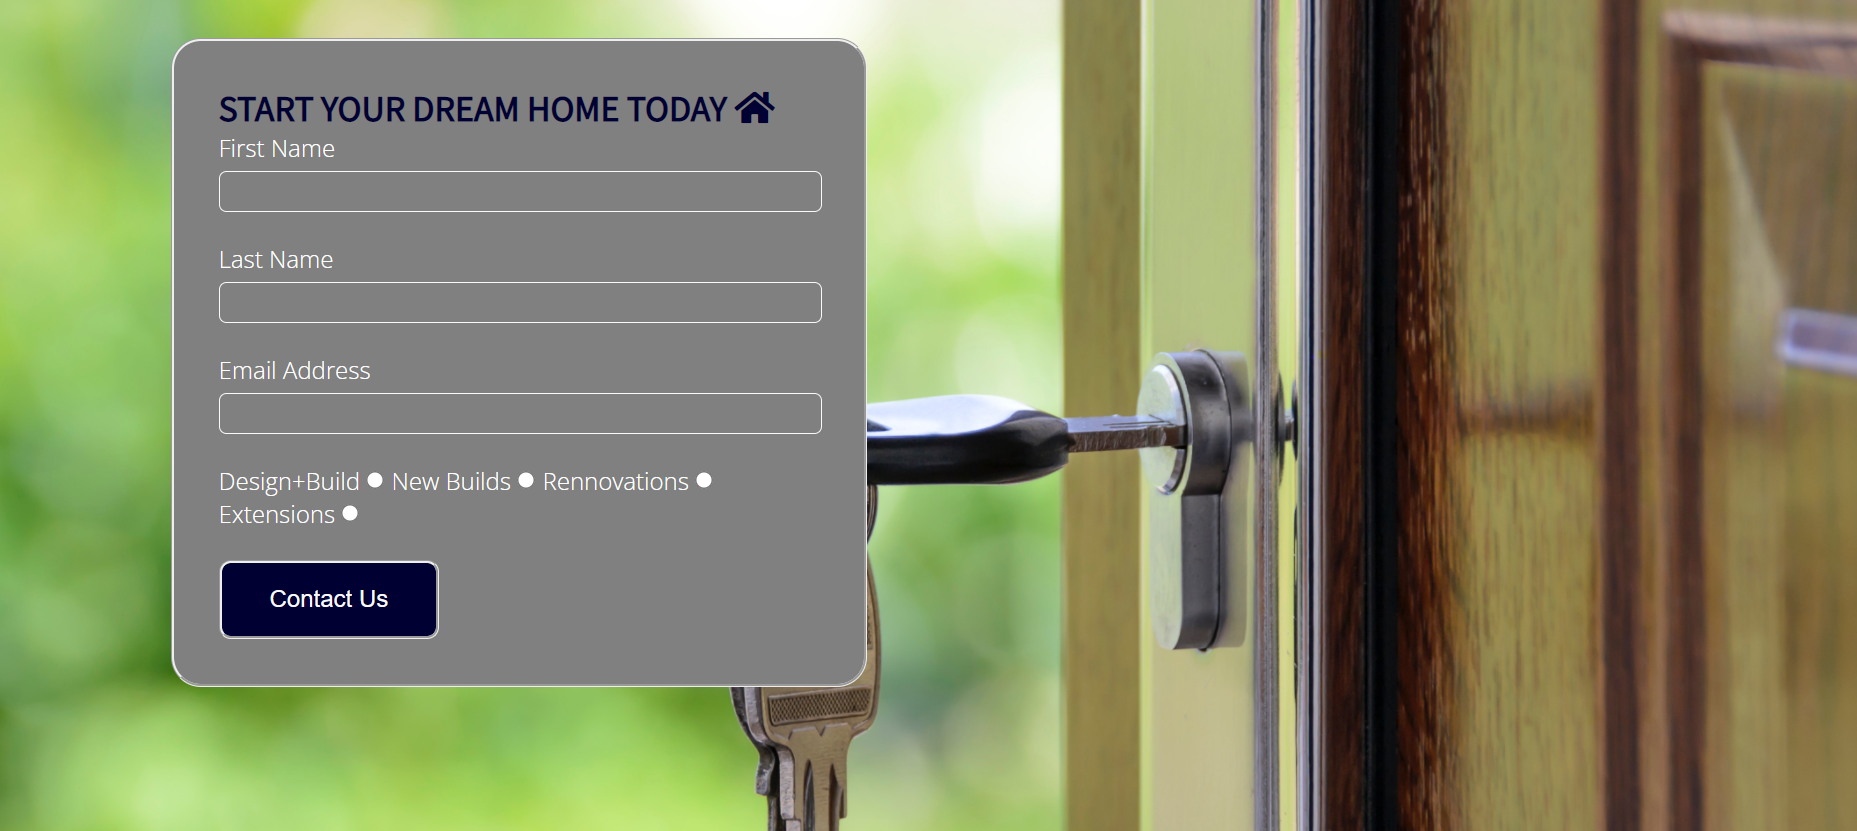 START YOUR DREAM HOME TODAY
First Name
Last Name
Email Address
Design+Build New Builds Rennovations
Extensions
Contact Us